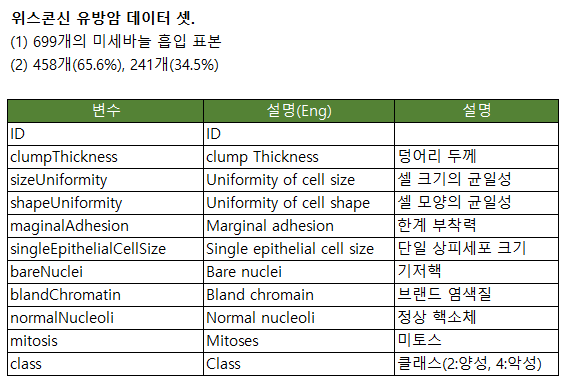 위스콘신 유방암 데이터 셋.
(1) 699개의 미세바늘 흡입 표본
(2) 458개(65.6%), 241개(34.5%)
변수 설명(Eng) 설명
ID ID
clumpThickness clump Thickness 덩어리 두께
sizeUniformity Uniformity of cell size 셀 크기의 균일성
shapeUniformity Uniformity of cell shape 셀 모양의 균일성
maginalAdhesion Marginal adhesion 한계 부착력
singleEpithelialCellSize Single epithelial cell size 단일 상피세포 크기
bareNuclei Bare nuclei 기저핵
blandChromatin Bland chromain 브랜드 염색질
normalNucleoli Normal nucleoli 정상 핵소체
mitosis Mitoses 미토스
class Class 클래스(2:양성, 4:악성)